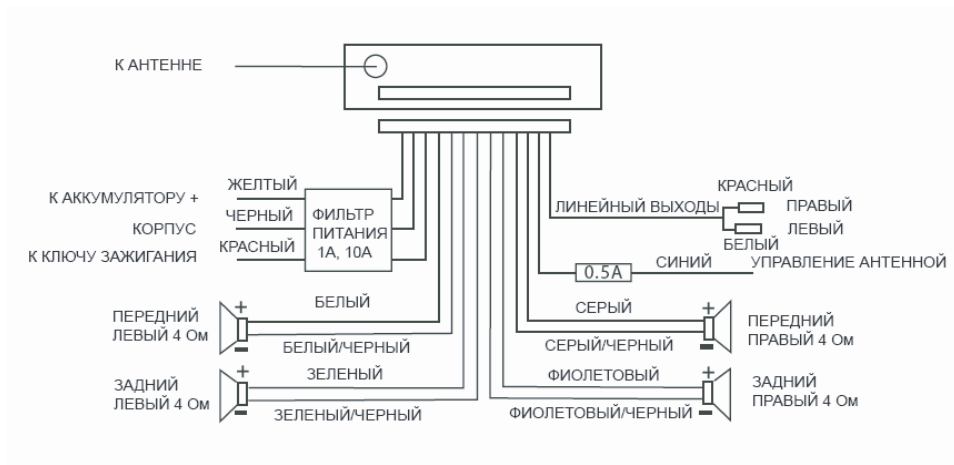 К АНТЕННЕ
К АККУМУЛЯТОРУ +
ЖЕЛТЫЙ
КОРПУС
ЧЕРНЫЙ
К КЛЮЧУ ЗАЖИГАНИЯ
КРАСНЫЙ
ФИЛЬТР
ПИТАНИЯ
1А, 10А
ПЕРЕДНИЙ
ЛЕВЫЙ 4 Ом
+
БЕЛЫЙ
БЕЛЫЙ/ЧЕРНЫЙ
ЗАДНИЙ
ЛЕВЫЙ 4 Ом
+
ЗЕЛЕНЫЙ
ЗЕЛЕНЫЙ/ЧЕРНЫЙ
ЛИНЕЙНЫЙ ВЫХОДЫ
КРАСНЫЙ
ПРАВЫЙ
ЛЕВЫЙ
БЕЛЫЙ
0.5А
СИНИЙ
УПРАВЛЕНИЕ АНТЕННОЙ
СЕРЫЙ
СЕРЫЙ/ЧЕРНЫЙ
+
ПЕРЕДНИЙ
ПРАВЫЙ 4 Ом
ФИОЛЕТОВЫЙ
ФИОЛЕТОВЫЙ/ЧЕРНЫЙ
+
ЗАДНИЙ
ПРАВЫЙ 4 Ом